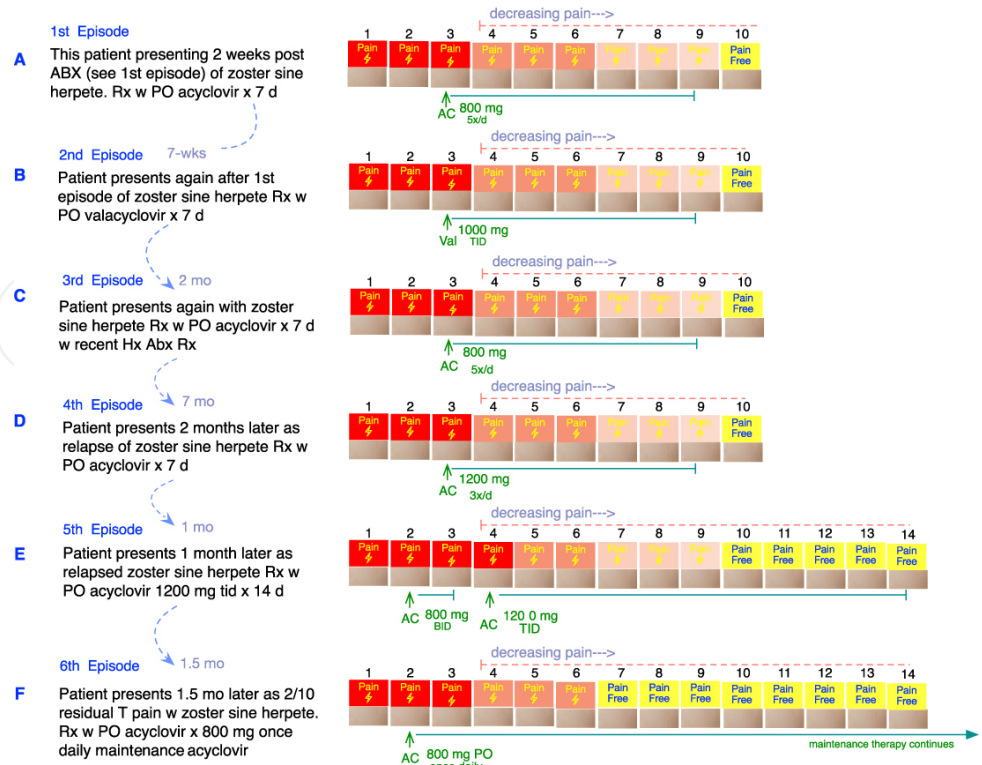 decreasing pain--->
1st Episode
1 2 3 4 5 6 7 8 9 10
A
This patient presenting 2 weeks post
ABX (see 1st episode) of zoster sine
herpete. Rx w PO acyclovir x 7 d
Pain Pain Pain Pain Pain Pain Pain Pain Pain Pain Free
AC 800 mg
5x/d
decreasing pain--->
2nd Episode 7-wks
1 2 3 4 5 6 7 8 9 10
B
Patient presents again after 1st
episode of zoster sine herpete Rx w
PO valacyclovir x 7 d
Pain Pain Pain Pain Pain Pain Pain Pain Pain Pain Free
Val 1000 mg
TID
decreasing pain--->
3rd Episode 2 mo
1 2 3 4 5 6 7 8 9 10
C
Patient presents again with zoster
sine herpete Rx w PO acyclovir x 7 d
w recent Hx Abx Rx
Pain Pain Pain Pain Pain Pain Pain Pain Pain Pain Free
AC 800 mg
5x/d
decreasing pain--->
4th Episode 7 mo
1 2 3 4 5 6 7 8 9 10
D
Patient presents 2 months later as
relapse of zoster sine herpete Rx w
PO acyclovir x 7 d
Pain Pain Pain Pain Pain Pain Pain Pain Pain Pain Free
AC 1200 mg
3x/d
decreasing pain--->
5th Episode 1 mo
1 2 3 4 5 6 7 8 9 10 11 12 13 14
E
Patient presents 1 month later as
relapsed zoster sine herpete Rx w
PO acyclovir 1200 mg tid x 14 d
Pain Pain Pain Pain Pain Pain Pain Pain Pain Pain Free Pain Free Pain Free Pain Free Pain Free
AC 800 mg
BID
AC 120 0 mg
TID
decreasing pain--->
6th Episode 1.5 mo
1 2 3 4 5 6 7 8 9 10 11 12 13 14
F
Patient presents 1.5 mo later as 2/10
residual T pain w zoster sine herpete.
Rx w PO acyclovir x 800 mg once
daily maintenance acyclovir
Pain Pain Pain Pain Pain Pain Pain Free Pain Free Pain Free Pain Free Pain Free Pain Free Pain Free Pain Free
AC 800 mg PO
once daily
maintenance therapy continues